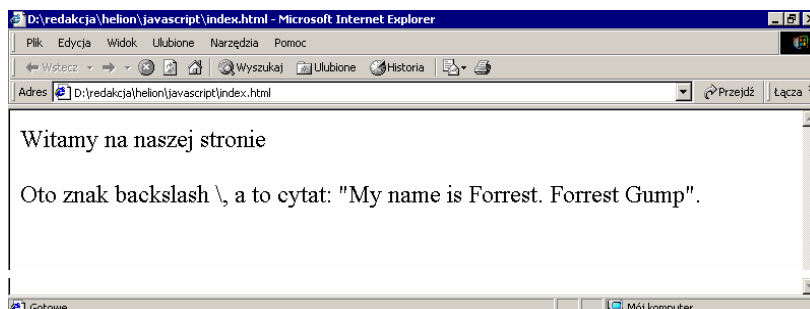 D:\redakcja\helion\javascript\index.html - Microsoft Internet Explorer
Plik Edycja Widok Ulubione Narzędzia Pomoc
Wstecz Wyszukaj Ulubione Historia
Adres D:\redakcja\helion\javascript\index.html Przejdź Łącza
Witamy na naszej stronie
Oto znak backslash \, a to cytat: "My name is Forrest. Forrest Gump".
Gotowe Mój komputer